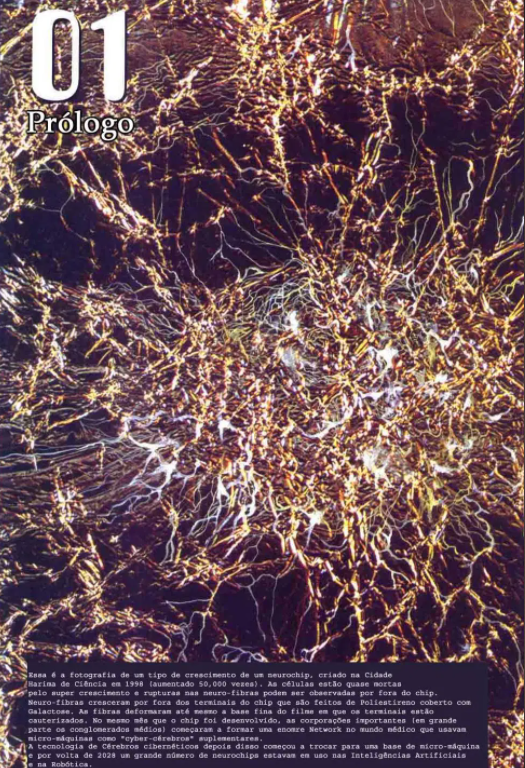 01
Prólogo
Essa é a fotografia de um tipo de crescimento de um neurochip, criado na Cidade
Harima de Ciência em 1998 (aumentado 50,000 vezes). As células estão quase mortas
pelo super crescimento e rupturas nas neuro-fibras podem ser observadas por fora do chip.
Neuro-fibras cresceram por fora dos terminais do chip que são feitos de Poliestireno coberto com
Galactose. As fibras deformaram até mesmo a base fina do filme em que os terminais estão
cauterizados. No mesmo mês que o chip foi desenvolvido, as corporações importantes (em grande
parte os conglomerados médios) começaram a formar uma enomre Network no mundo médico que usavam
micro-máquinas como "cyber-cérebros" suplementares.
A tecnologia de Cérebros cibernéticos depois disso começou a trocar para uma base de micro-máquina
e por volta de 2028 um grande número de neurochips estavam em uso nas Inteligências Artificiais
e na Robótica.